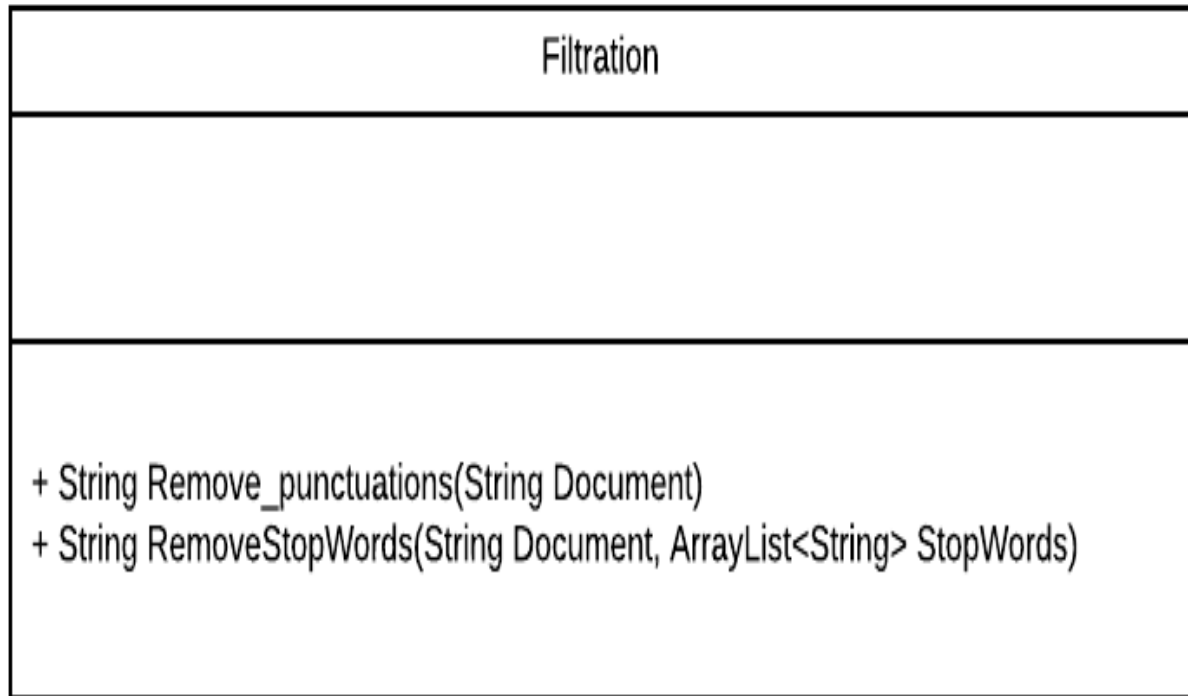 Filtration
+ String Remove_punctuations(String Document)
+ String RemoveStopWords(String Document, ArrayList<String> StopWords)